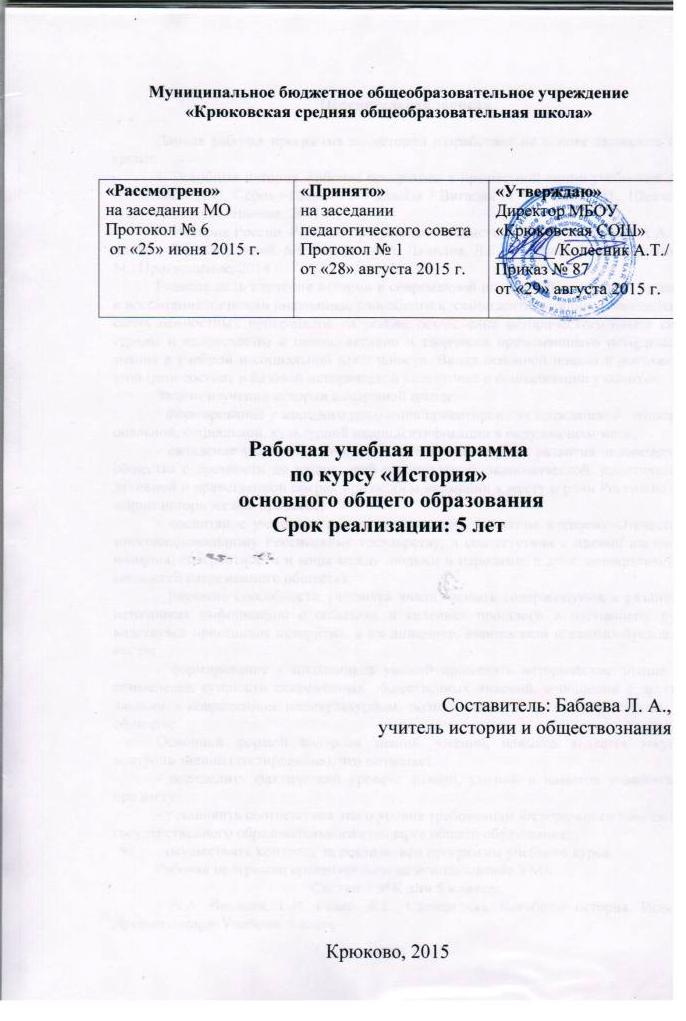 Муниципальное бюджетное общеобразовательное учреждение
«Крюковская средняя общеобразовательная школа»
«Рассмотрено»
на заседании МО
Протокол № 6
от «25» июня 2015 г.
«Принято»
на заседании
педагогического совета
Протокол № 1
от «28» августа 2015 г.
«Утверждаю»
Директор МБОУ
«Крюковская СОШ»
/Колесник А.Т./
Приказ № 87
от «29» августа 2015 г.
Рабочая учебная программа
по курсу «История»
основного общего образования
Срок реализации: 5 лет
Составитель: Бабаева Л. А.,
учитель истории и обществознания
Крюково, 2015